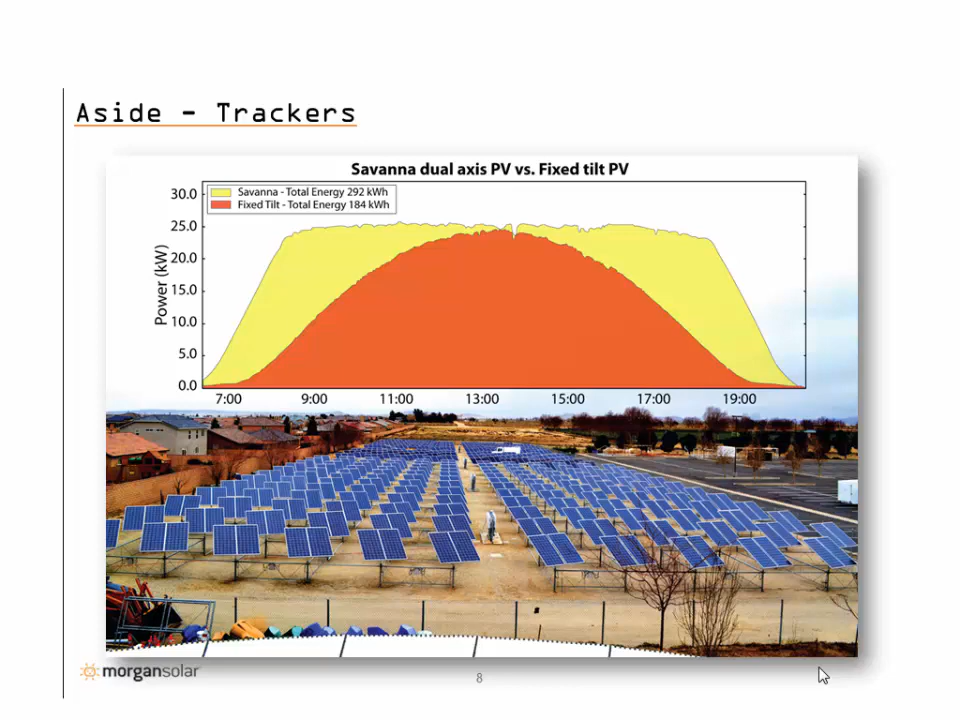 Aside - Trackers
Savanna dual axis PV vs. Fixed tilt PV
Savanna - Total Energy 292 kWh
Fixed Tilt - Total Energy 184 kWh
Power (kW)
30.0
25.0
20.0
15.0
10.0
5.0
0.0
7:00 9:00 11:00 13:00 15:00 17:00 19:00
morgansolar
8